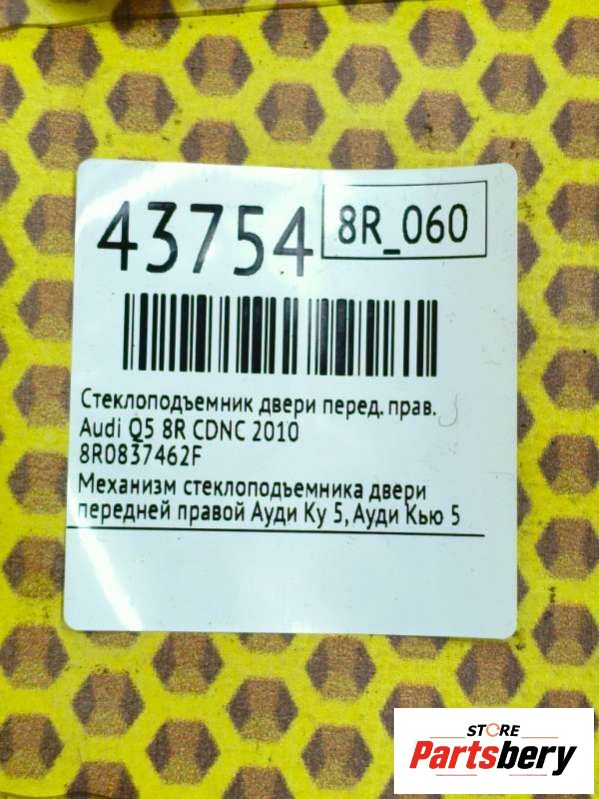 43754
8R_060
Стеклоподъемник двери перед. прав.
Audi Q5 8R CDNC 2010
8R0837462F
Механизм стеклоподъемника двери
передней правой Ауди Ку 5, Ауди Кью 5
STORE
Partsbery